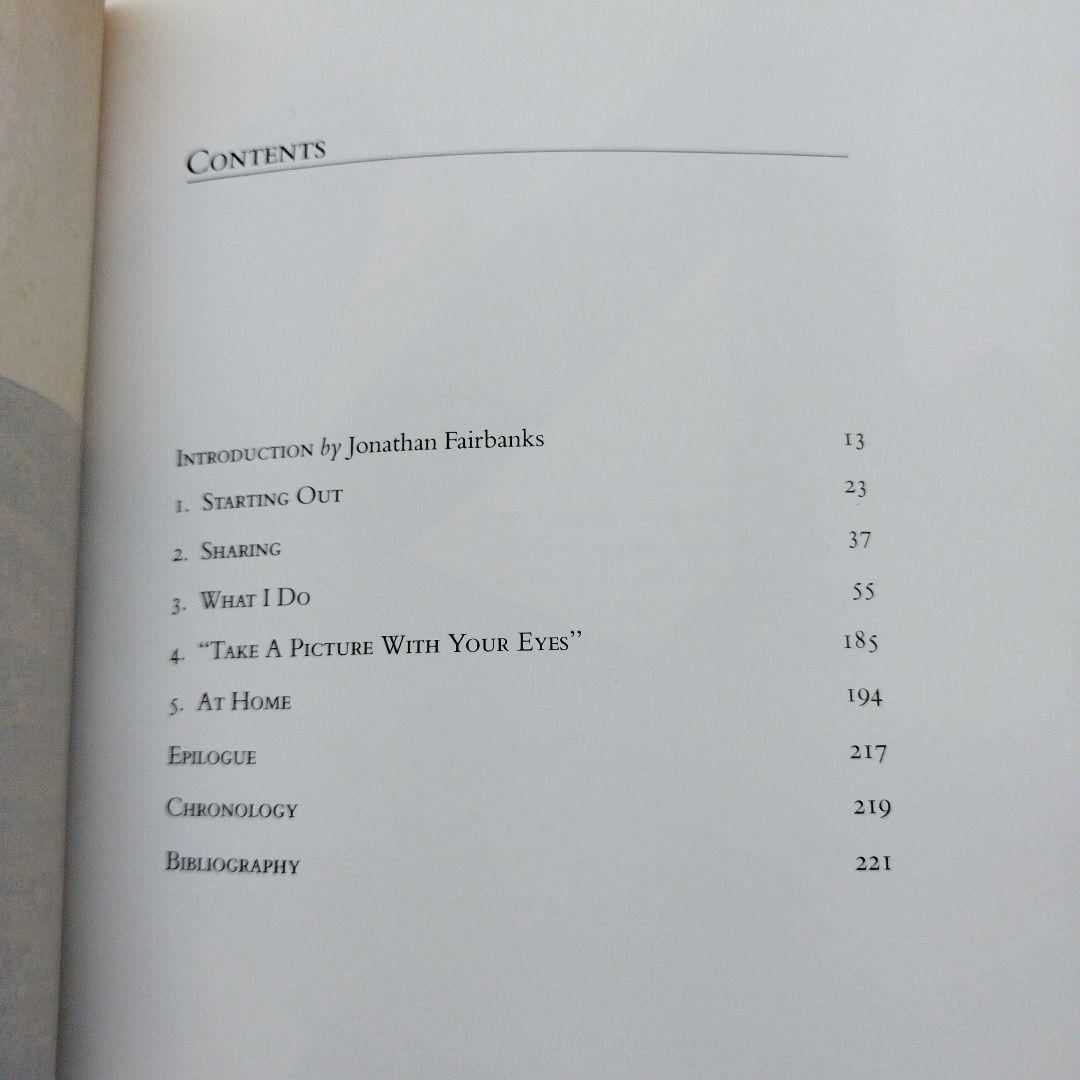 CONTENTS
INTRODUCTION by Jonathan Fairbanks 13
1. STARTING OUT 23
2. SHARING 37
3. WHAT I DO 55
4. “TAKE A PICTURE WITH YOUR EYES” 185
5. AT HOME 194
EPILOGUE 217
CHRONOLOGY 219
BIBLIOGRAPHY 221